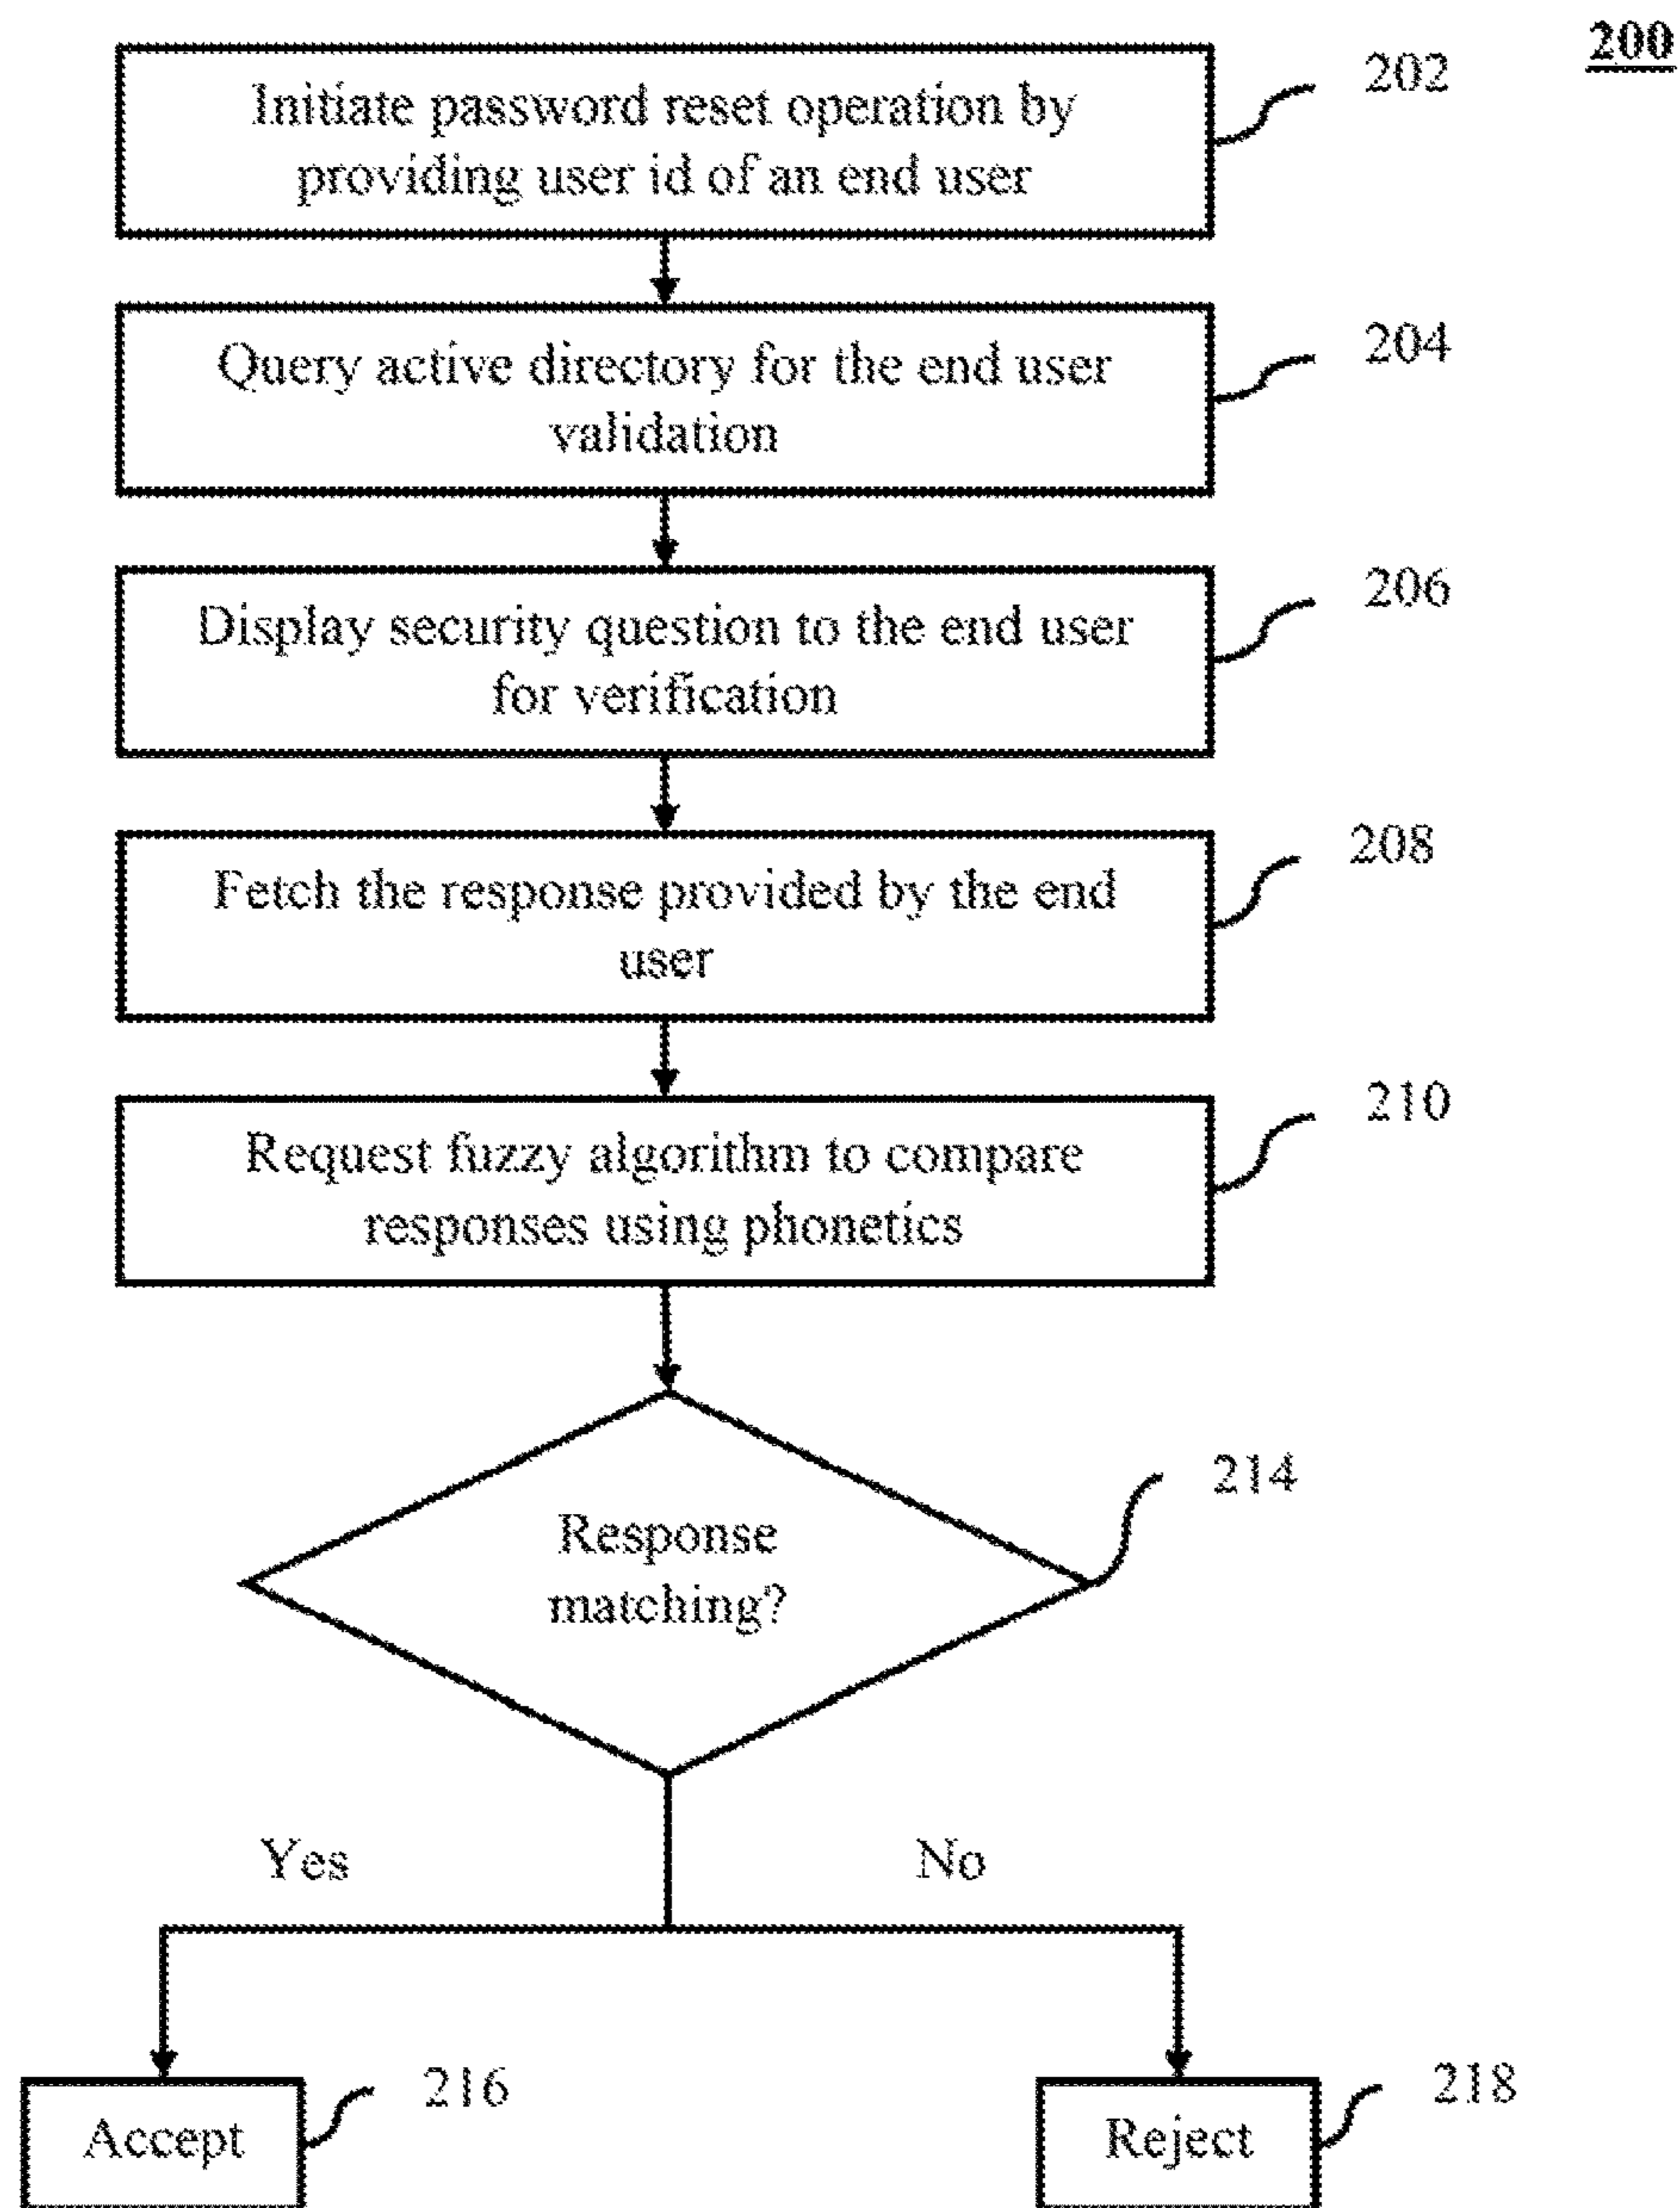 200
202
Initiate password reset operation by
providing user id of an end user
204
Query active directory for the end user
validation
206
Display security question to the end user
for verification
208
Fetch the response provided by the end
user
210
Request fuzzy algorithm to compare
responses using phonetics
214
Response
matching?
Yes
No
216
Accept
218
Reject